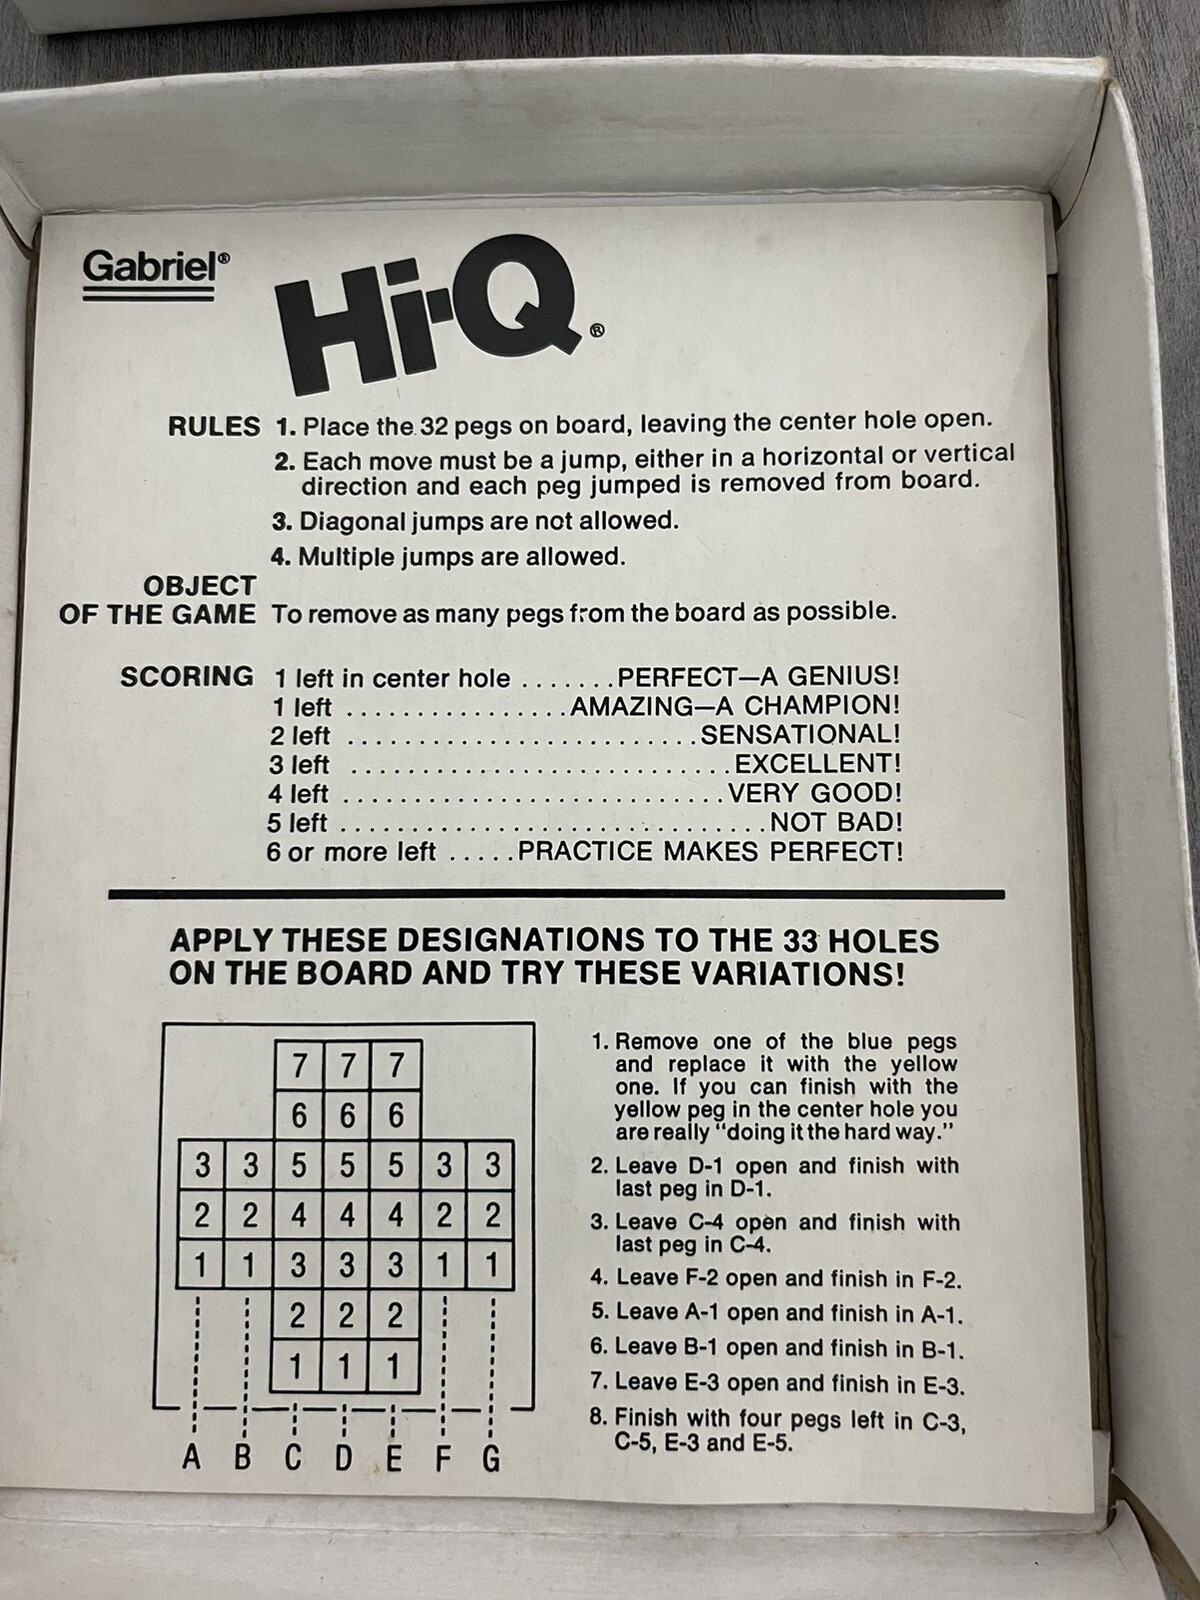 Gabriel®
Hi-Q®
RULES 1. Place the 32 pegs on board, leaving the center hole open.
2. Each move must be a jump, either in a horizontal or vertical
direction and each peg jumped is removed from board.
3. Diagonal jumps are not allowed.
4. Multiple jumps are allowed.
OBJECT
OF THE GAME To remove as many pegs from the board as possible.
SCORING 1 left in center hole .......PERFECT—A GENIUS!
1 left ................AMAZING—A CHAMPION!
2 left .........................SENSATIONAL!
3 left ...........................EXCELLENT!
4 left ...........................VERY GOOD!
5 left ..............................NOT BAD!
6 or more left .....PRACTICE MAKES PERFECT!
APPLY THESE DESIGNATIONS TO THE 33 HOLES
ON THE BOARD AND TRY THESE VARIATIONS!
7 7 7
6 6 6
3 3 5 5 5 3 3
2 2 4 4 4 2 2
1 1 3 3 3 1 1
2 2 2
1 1 1
A B C D E F G
1. Remove one of the blue pegs
and replace it with the yellow
one. If you can finish with the
yellow peg in the center hole you
are really "doing it the hard way."
2. Leave D-1 open and finish with
last peg in D-1.
3. Leave C-4 open and finish with
last peg in C-4.
4. Leave F-2 open and finish in F-2.
5. Leave A-1 open and finish in A-1.
6. Leave B-1 open and finish in B-1.
7. Leave E-3 open and finish in E-3.
8. Finish with four pegs left in C-3,
C-5, E-3 and E-5.